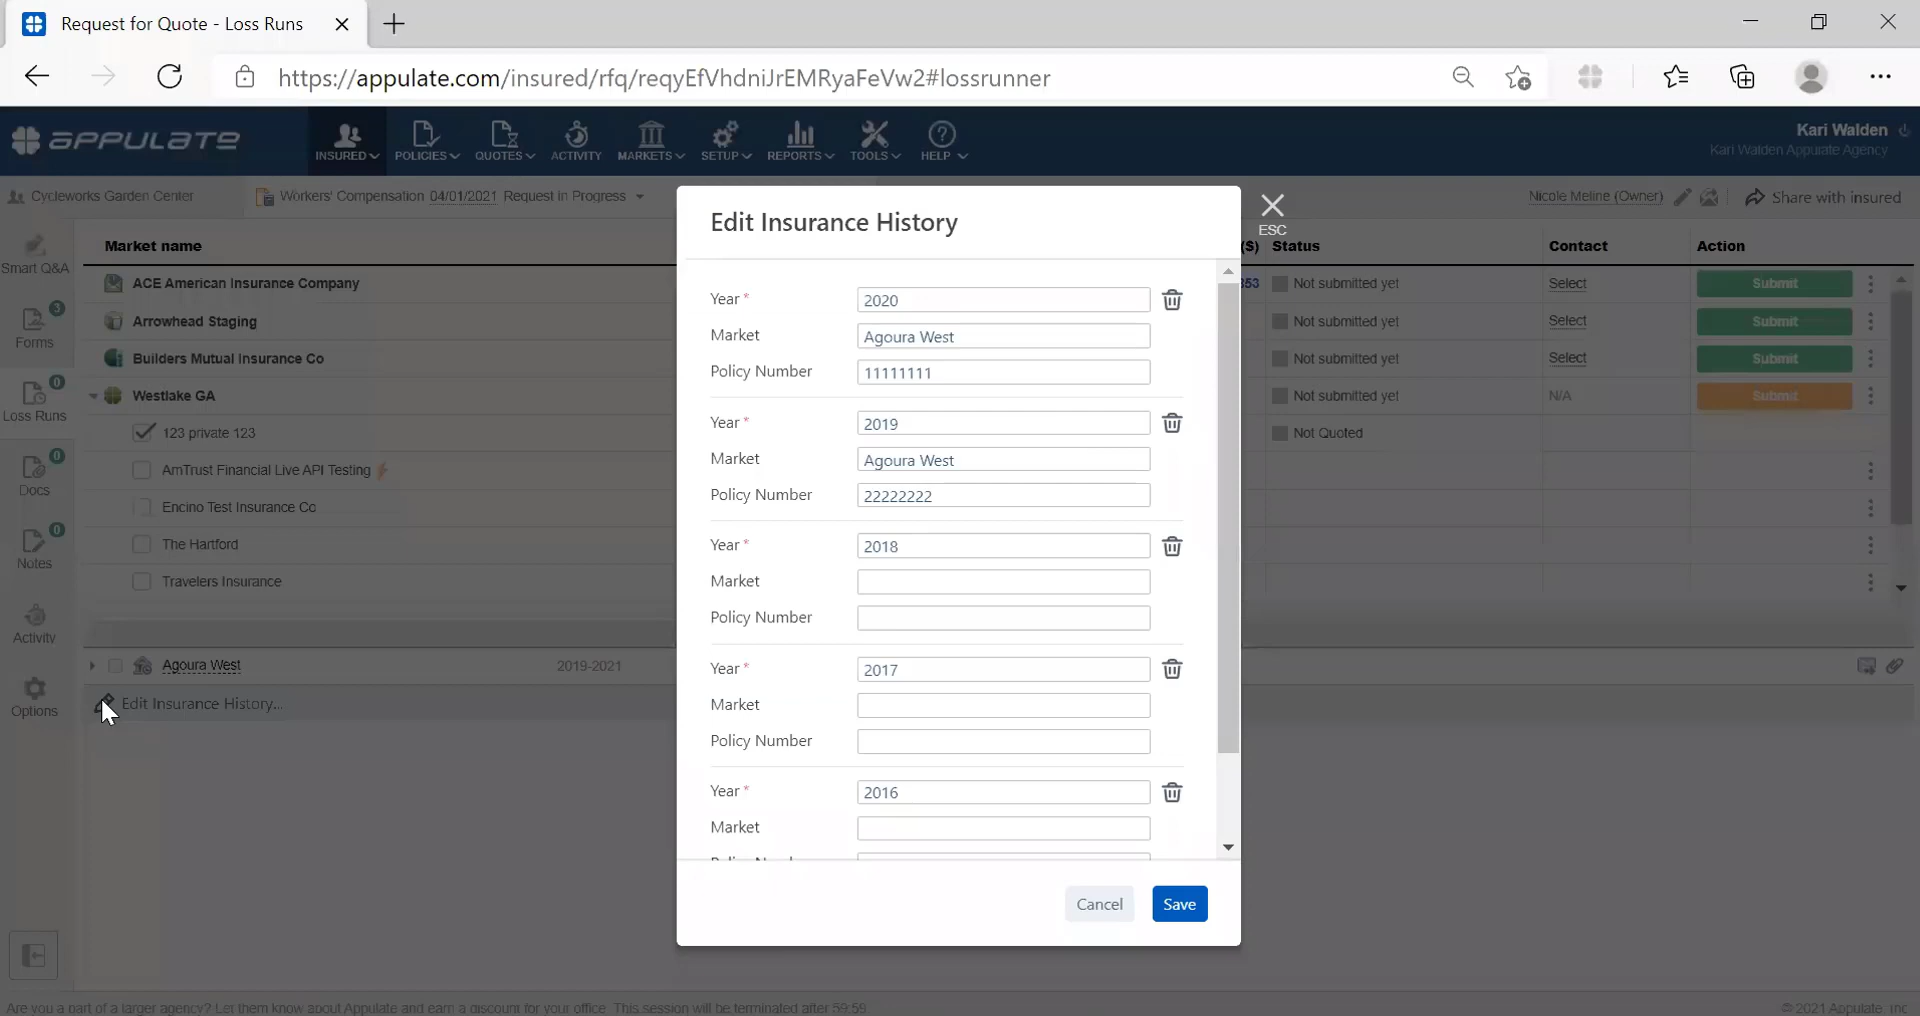 Request for Quote - Loss Runs
https://appulate.com/insured/rfq/reqyEfVhdniJrEMRyaFeVw2#lossrunner
APPULATE
INSURED
POLICIES
QUOTES
ACTIVITY
MARKETS
SETUP
REPORTS
TOOLS
HELP
Kari Walden
Kari Walden Appulate Agency
Cycleworks Garden Center
Workers' Compensation 04/01/2021 Request in Progress
Nicole Meline (Owner)
Share with insured
Smart Q&A
Forms 3
Loss Runs 0
Docs 0
Notes 0
Activity
Options
Market name
($) Status Contact Action
ACE American Insurance Company
353 Not submitted yet Select Submit
Arrowhead Staging
Not submitted yet Select Submit
Builders Mutual Insurance Co
Not submitted yet Select Submit
Westlake GA
Not submitted yet N/A Submit
123 private 123
Not Quoted
AmTrust Financial Live API Testing
Encino Test Insurance Co
The Hartford
Travelers Insurance
Agoura West 2019-2021
Edit Insurance History...
Edit Insurance History
ESC
Year * 2020
Market Agoura West
Policy Number 11111111
Year * 2019
Market Agoura West
Policy Number 22222222
Year * 2018
Market
Policy Number
Year * 2017
Market
Policy Number
Year * 2016
Market
Cancel Save
Are you a part of a larger agency? Let them know about Appulate and earn a discount for your office. This session will be terminated after 59:59
© 2021 Appulate, Inc